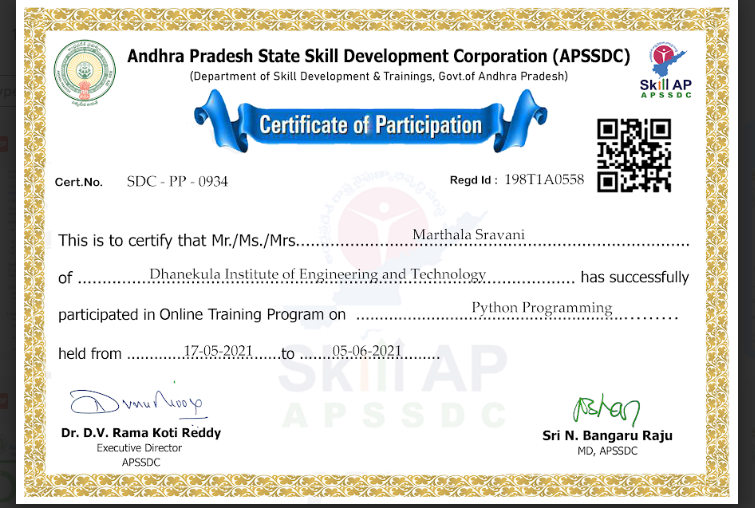 Andhra Pradesh State Skill Development Corporation (APSSDC)
(Department of Skill Development & Trainings, Govt.of Andhra Pradesh)
Skill AP
APSSDC
Certificate of Participation
Cert.No. SDC - PP - 0934
Regd Id : 198T1A0558
This is to certify that Mr./Ms./Mrs. Marthala Sravani
of Dhanekula Institute of Engineering and Technology has successfully
participated in Online Training Program on Python Programming
held from 17-05-2021 to 05-06-2021
Skill AP
APSSDC
Dr. D.V. Rama Koti Reddy
Executive Director
APSSDC
Sri N. Bangaru Raju
MD, APSSDC